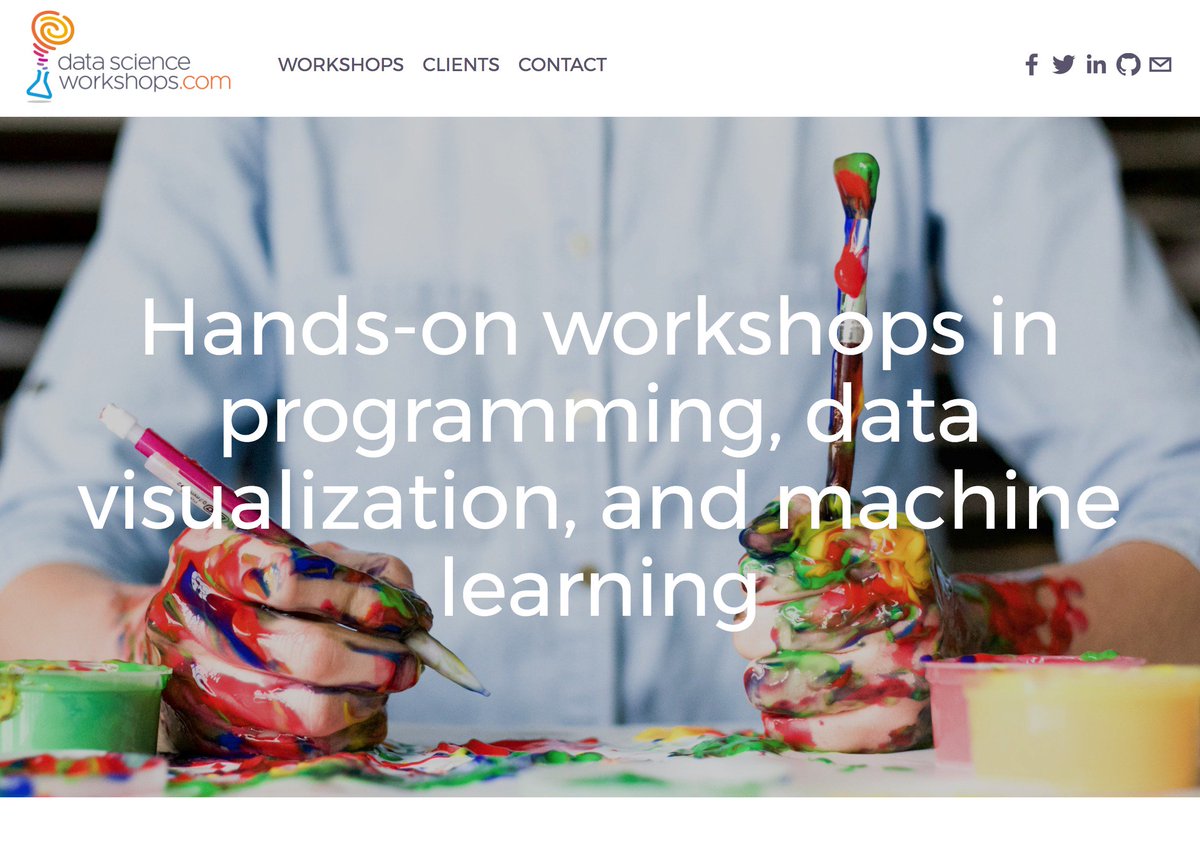 data science
workshops.com
WORKSHOPS CLIENTS CONTACT
Hands-on workshops in
programming, data
visualization, and machine
learning